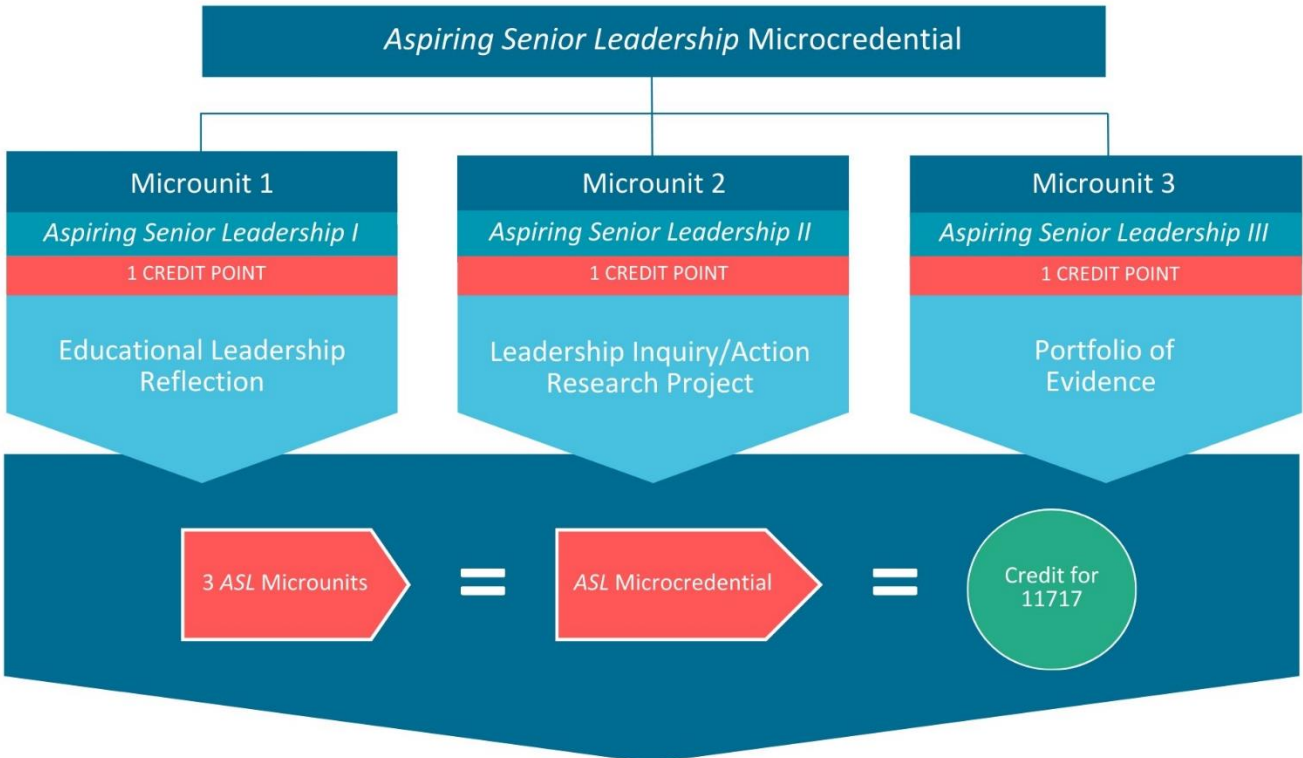 Aspiring Senior Leadership Microcredential
Microunit 1
Aspiring Senior Leadership I
1 CREDIT POINT
Educational Leadership
Reflection
Microunit 2
Aspiring Senior Leadership II
1 CREDIT POINT
Leadership Inquiry/Action
Research Project
Microunit 3
Aspiring Senior Leadership III
1 CREDIT POINT
Portfolio of
Evidence
3 ASL Microunits
=
ASL Microcredential
=
Credit for
11717